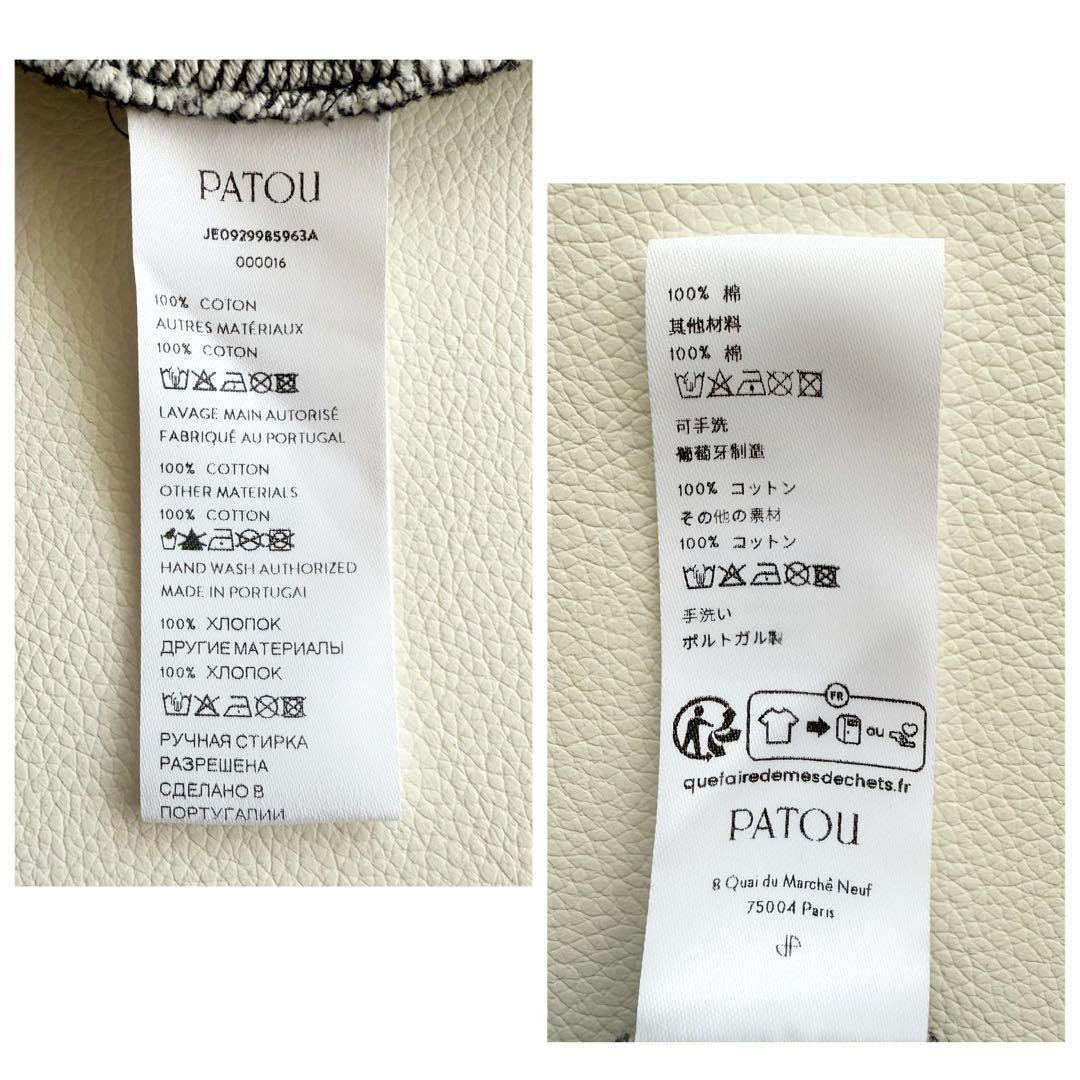 PATOU
JE0929985963A
000016
100% COTON
AUTRES MATÉRIAUX
100% COTON
LAVAGE MAIN AUTORISÉ
FABRIQUÉ AU PORTUGAL
100% COTTON
OTHER MATERIALS
100% COTTON
HAND WASH AUTHORIZED
MADE IN PORTUGAL
100% ХЛОПОК
ДРУГИЕ МАТЕРИАЛЫ
100% ХЛОПОК
РУЧНАЯ СТИРКА
РАЗРЕШЕНА
СДЕЛАНО В
ПОРТУГАЛИИ
100% 棉
其他材料
100% 棉
可手洗
葡萄牙制造
100% コットン
その他の素材
100% コットン
手洗い
ポルトガル製
FR
ou
quefairedemesdechets.fr
PATOU
8 Quai du Marché Neuf
75004 Paris
JP